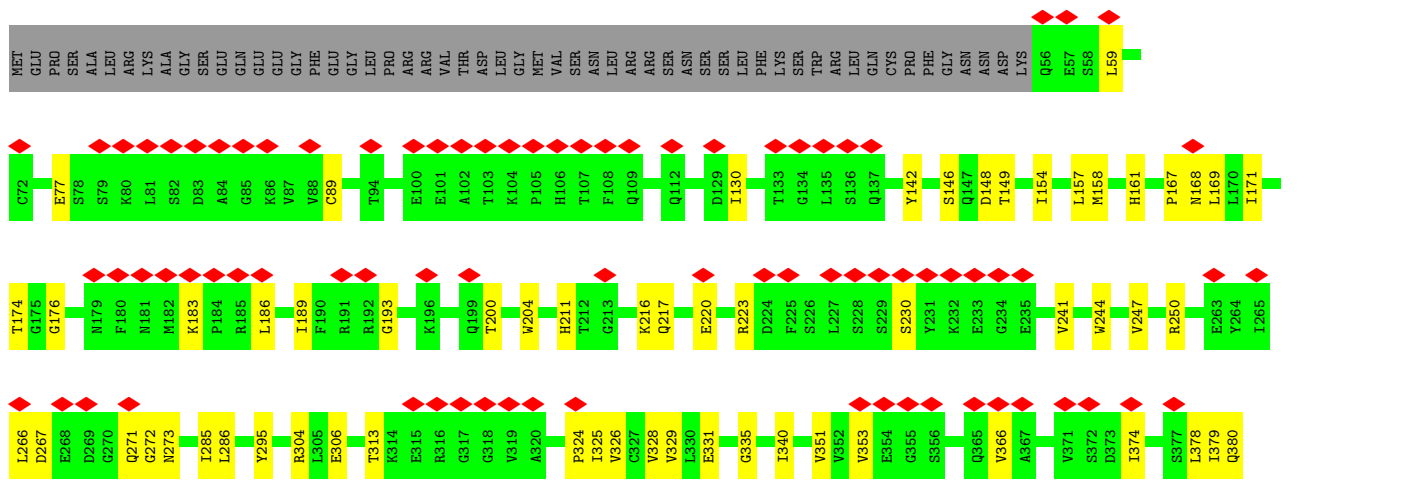 MET GLU PRO SER ALA LEU ARG LYS ALA GLY SER GLU GLN GLU GLU GLY PHE GLU GLY LEU PRO ARG ARG VAL THR ASP LEU GLY MET VAL SER ASN LEU ARG ARG SER ASN SER SER LEU PHE LYS SER TRP ARG LEU GLN CYS PRO PHE GLY ASN ASN ASP LYS Q56 E57 S58 L59
C72 E77 S78 S79 K80 L81 S82 D83 A84 G85 K86 V87 V88 C89 T94 E100 E101 A102 T103 K104 P105 H106 T107 F108 Q109 Q112 D129 I130 T133 G134 L135 S136 Q137 Y142 S146 Q147 D148 T149 I154 L157 M158 H161 P167 N168 L169 L170 I171
T174 G175 G176 N179 F180 N181 M182 K183 P184 R185 L186 I189 F190 R191 R192 G193 K196 Q199 T200 W204 H211 T212 G213 K216 Q217 E220 R223 D224 F225 S226 L227 S228 S229 S230 Y231 K232 E233 G234 E235 V241 W244 V247 R250 E263 Y264 I265
L266 D267 E268 D269 G270 Q271 G272 N273 I285 L286 Y295 R304 L305 E306 T313 K314 E315 R316 G317 G318 V319 A320 P324 I325 V326 C327 V328 V329 L330 E331 G335 I340 V351 V352 V353 E354 G355 S356 Q365 V366 A367 V371 S372 D373 I374 S377 L378 I379 Q380